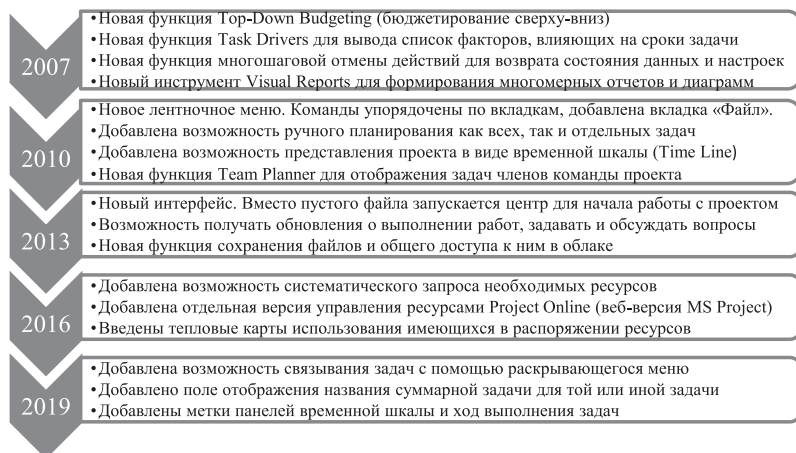 2007
•Новая функция Top-Down Budgeting (бюджетирование сверху-вниз)
•Новая функция Task Drivers для вывода список факторов, влияющих на сроки задачи
•Новая функция многошаговой отмены действий для возврата состояния данных и настроек
•Новый инструмент Visual Reports для формирования многомерных отчетов и диаграмм
2010
•Новое лентночное меню. Команды упорядочены по вкладкам, добавлена вкладка «Файл».
•Добавлена возможность ручного планирования как всех, так и отдельных задач
•Добавлена возможность представления проекта в виде временной шкалы (Time Line)
•Новая функция Team Planner для отображения задач членов команды проекта
2013
•Новый интерфейс. Вместо пустого файла запускается центр для начала работы с проектом
•Возможность получать обновления о выполнении работ, задавать и обсуждать вопросы
•Новая функция сохранения файлов и общего доступа к ним в облаке
2016
•Добавлена возможность систематического запроса необходимых ресурсов
•Добавлена отдельная версия управления ресурсами Project Online (веб-версия MS Project)
•Введены тепловые карты использования имеющихся в распоряжении ресурсов
2019
•Добавлена возможность связывания задач с помощью раскрывающегося меню
•Добавлено поле отображения названия суммарной задачи для той или иной задачи
•Добавлены метки панелей временной шкалы и ход выполнения задач